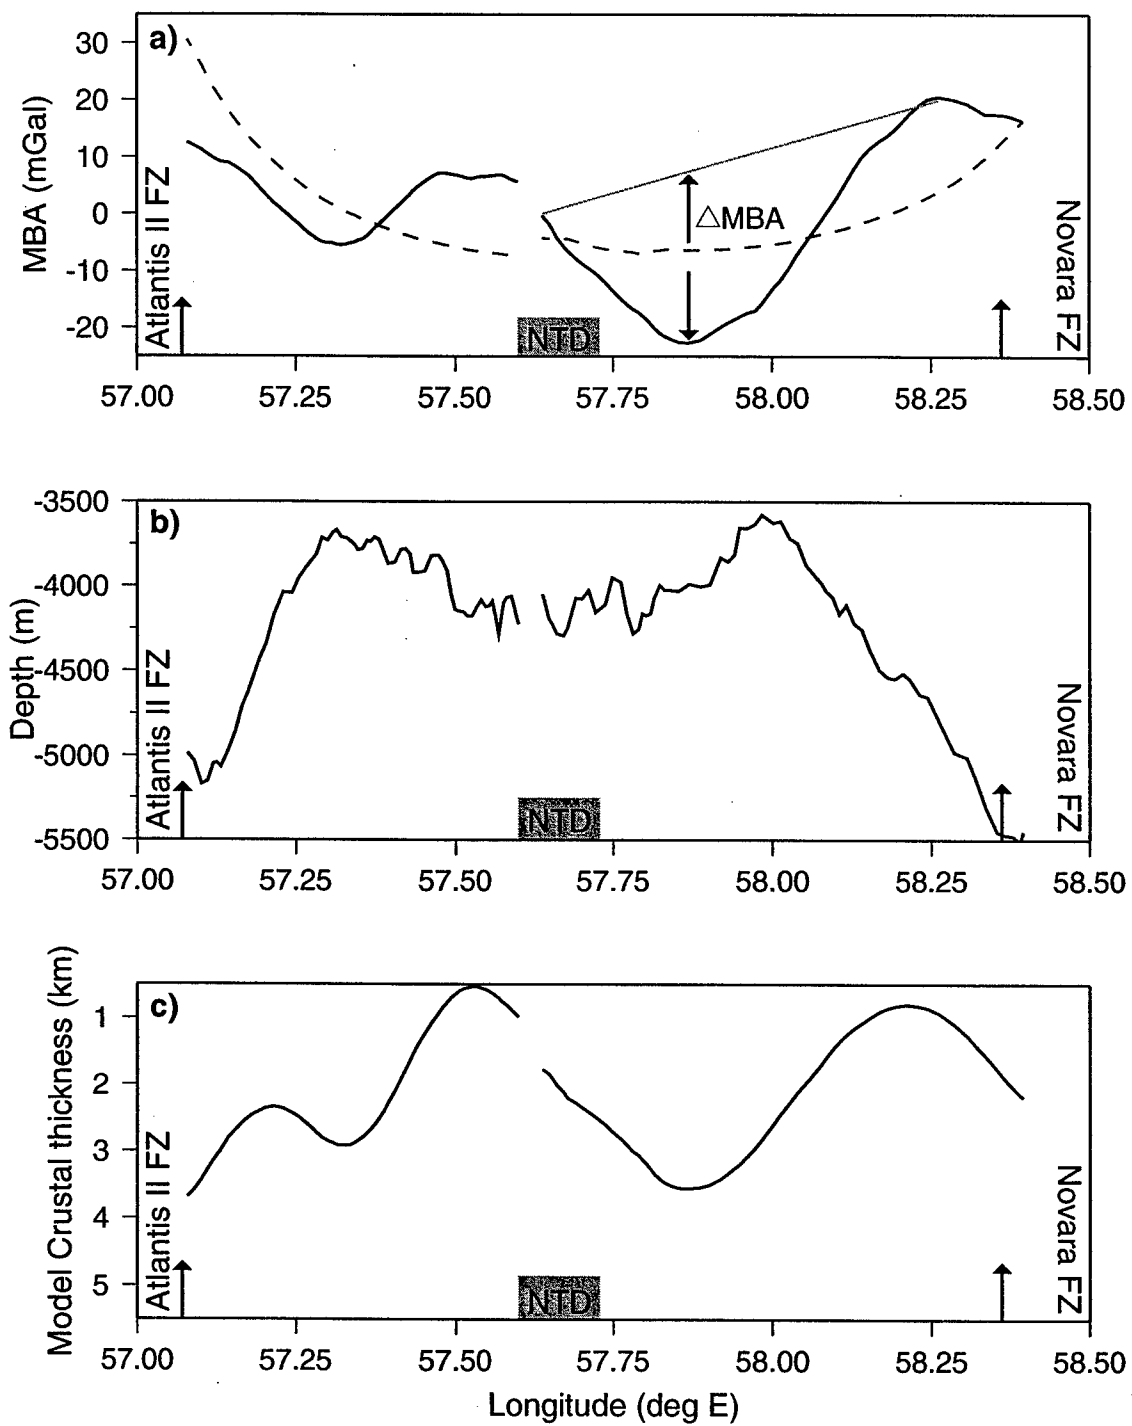 a)
MBA (mGal)
30
20
10
0
-10
-20
Atlantis II FZ
△MBA
NTD
Novara FZ
57.00 57.25 57.50 57.75 58.00 58.25 58.50
b)
Depth (m)
-3500
-4000
-4500
-5000
-5500
Atlantis II FZ
NTD
Novara FZ
57.00 57.25 57.50 57.75 58.00 58.25 58.50
c)
Model Crustal thickness (km)
1
2
3
4
5
Atlantis II FZ
NTD
Novara FZ
57.00 57.25 57.50 57.75 58.00 58.25 58.50
Longitude (deg E)